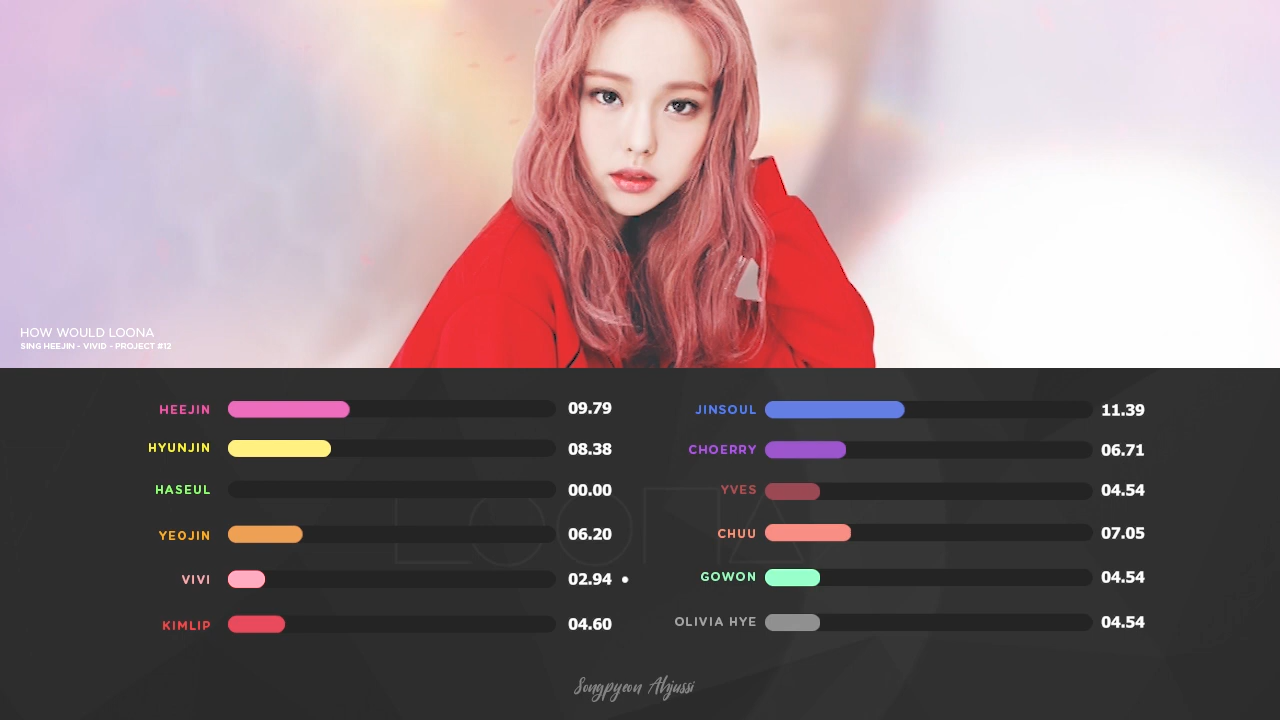 HOW WOULD LOONA
SING HEEJIN - VIVID - PROJECT #12
HEEJIN 09.79
HYUNJIN 08.38
HASEUL 00.00
YEOJIN 06.20
VIVI 02.94
KIMLIP 04.60
JINSOUL 11.39
CHOERRY 06.71
YVES 04.54
CHUU 07.05
GOWON 04.54
OLIVIA HYE 04.54
LOONA
Songpyeon Ahjussi